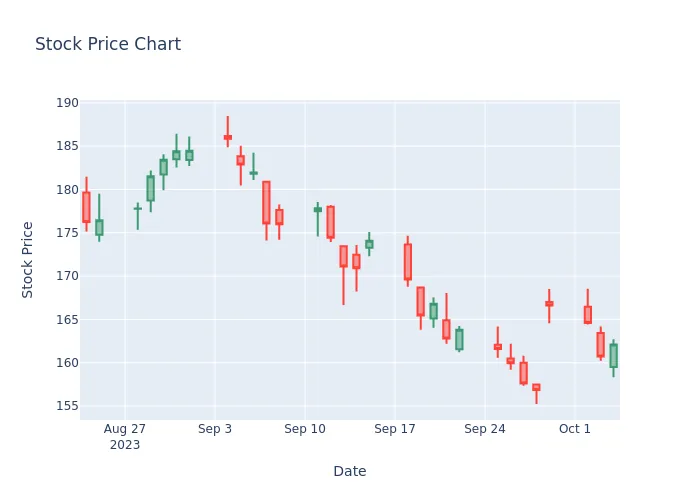 Stock Price Chart
190
185
180
175
170
165
160
155
Stock Price
Aug 27
2023
Sep 3
Sep 10
Sep 17
Sep 24
Oct 1
Date